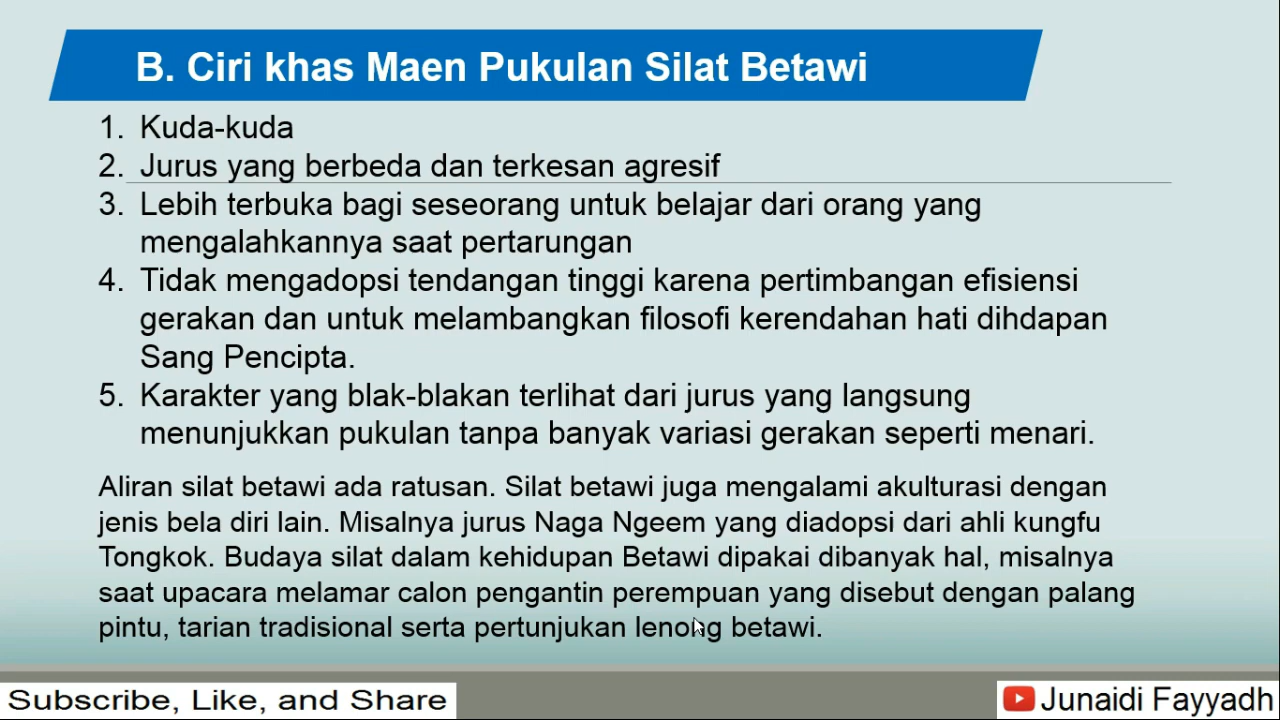 B. Ciri khas Maen Pukulan Silat Betawi
1. Kuda-kuda
2. Jurus yang berbeda dan terkesan agresif
3. Lebih terbuka bagi seseorang untuk belajar dari orang yang
mengalahkannya saat pertarungan
4. Tidak mengadopsi tendangan tinggi karena pertimbangan efisiensi
gerakan dan untuk melambangkan filosofi kerendahan hati dihdapan
Sang Pencipta.
5. Karakter yang blak-blakan terlihat dari jurus yang langsung
menunjukkan pukulan tanpa banyak variasi gerakan seperti menari.
Aliran silat betawi ada ratusan. Silat betawi juga mengalami akulturasi dengan
jenis bela diri lain. Misalnya jurus Naga Ngeem yang diadopsi dari ahli kungfu
Tongkok. Budaya silat dalam kehidupan Betawi dipakai dibanyak hal, misalnya
saat upacara melamar calon pengantin perempuan yang disebut dengan palang
pintu, tarian tradisional serta pertunjukan lenong betawi.
Subscribe, Like, and Share
Junaidi Fayyadh